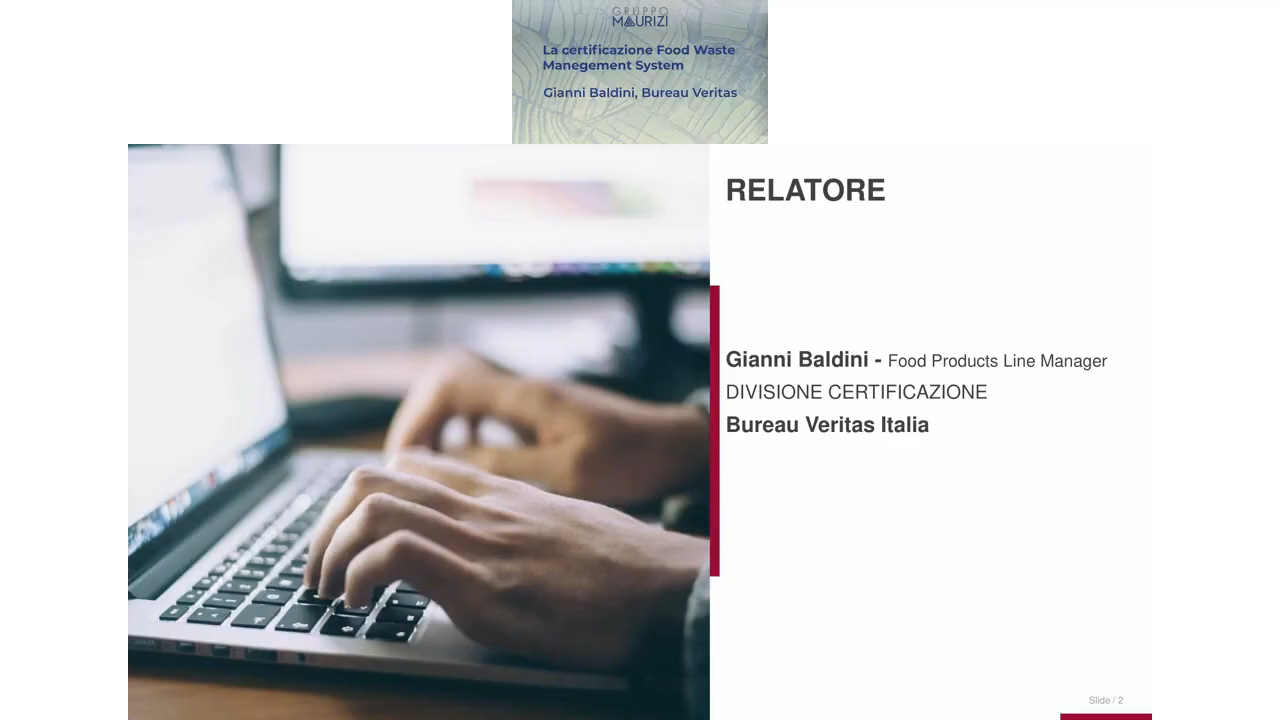 GRUPPO
MAURIZI
La certificazione Food Waste
Manegement System
Gianni Baldini, Bureau Veritas
RELATORE
Gianni Baldini - Food Products Line Manager
DIVISIONE CERTIFICAZIONE
Bureau Veritas Italia
Slide / 2